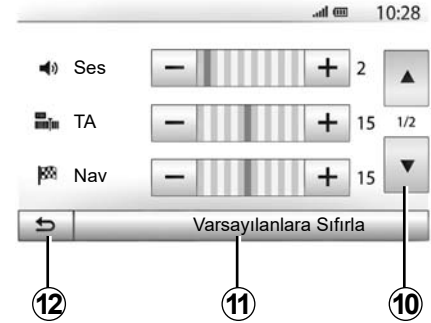 10:28
Ses − + 2 ▲
TA − + 15 1/2
Nav − + 15 ▼
Varsayılanlara Sıfırla
12 11 10